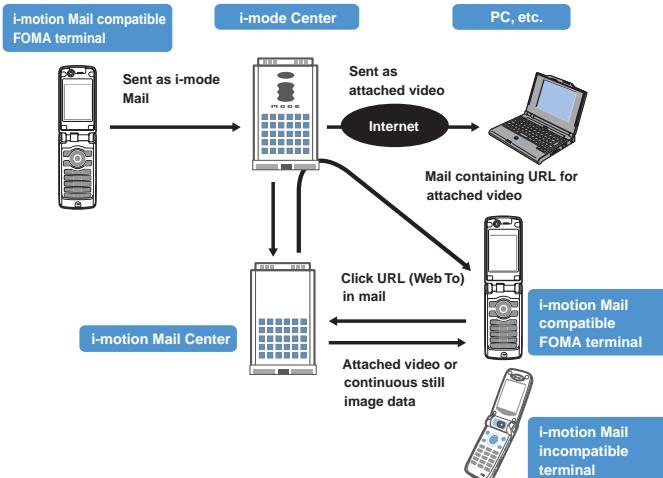 i-motion Mail compatible
FOMA terminal
i-mode Center
PC, etc.
Sent as i-mode
Mail
MODE
Sent as
attached video
Internet
Mail containing URL for
attached video
Click URL (Web To)
in mail
i-motion Mail
compatible
FOMA terminal
i-motion Mail Center
Attached video or
continuous still
image data
i-motion Mail
incompatible
terminal